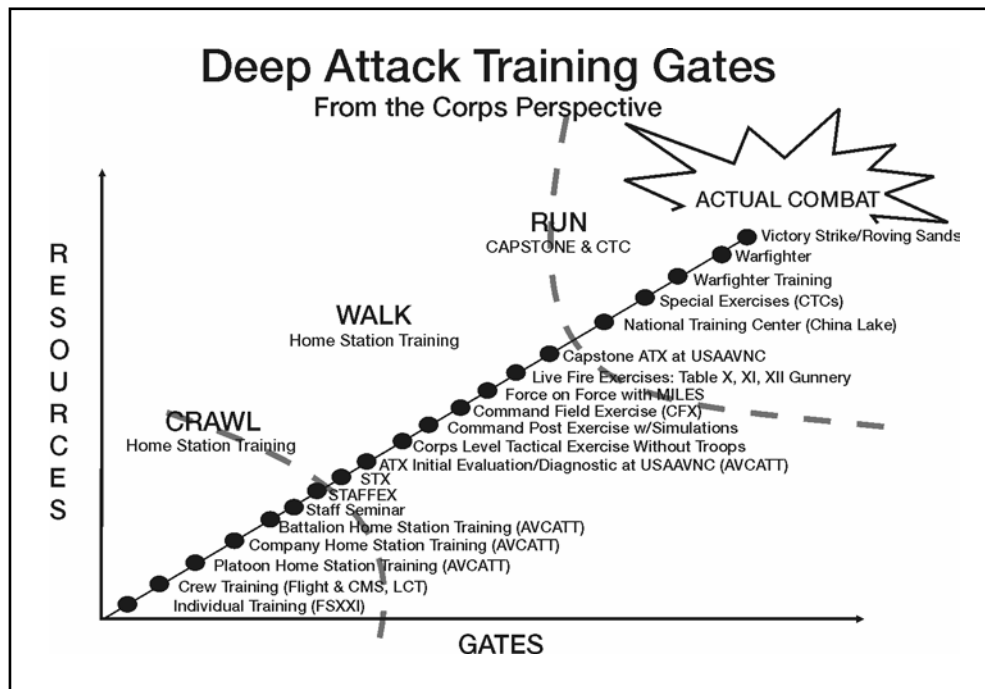 Deep Attack Training Gates
From the Corps Perspective
ACTUAL COMBAT
RUN
CAPSTONE & CTC
WALK
Home Station Training
CRAWL
Home Station Training
RESOURCES
Victory Strike/Roving Sands
Warfighter
Warfighter Training
Special Exercises (CTCs)
National Training Center (China Lake)
Capstone ATX at USAAVNC
Live Fire Exercises: Table X, XI, XII Gunnery
Force on Force with MILES
Command Field Exercise (CFX)
Command Post Exercise w/Simulations
Corps Level Tactical Exercise Without Troops
ATX Initial Evaluation/Diagnostic at USAAVNC (AVCATT)
STX
STAFFEX
Staff Seminar
Battalion Home Station Training (AVCATT)
Company Home Station Training (AVCATT)
Platoon Home Station Training (AVCATT)
Crew Training (Flight & CMS, LCT)
Individual Training (FSXXI)
GATES